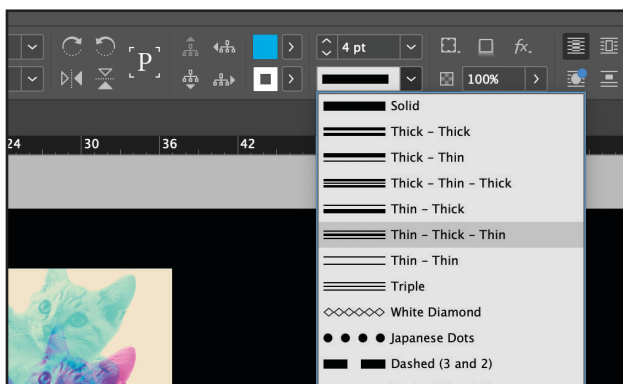 P
fx.
4 pt
100%
Solid
24 30 36 42
Thick – Thick
Thick – Thin
Thick – Thin – Thick
Thin – Thick
Thin – Thick – Thin
Thin – Thin
Triple
White Diamond
Japanese Dots
Dashed (3 and 2)